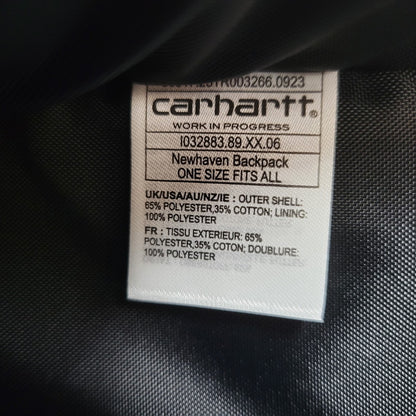 carhartt®
WORK IN PROGRESS
I032883.89.XX.06
Newhaven Backpack
ONE SIZE FITS ALL
UK/USA/AU/NZ/IE : OUTER SHELL:
65% POLYESTER,35% COTTON; LINING:
100% POLYESTER
FR : TISSU EXTERIEUR: 65%
POLYESTER,35% COTON; DOUBLURE:
100% POLYESTER